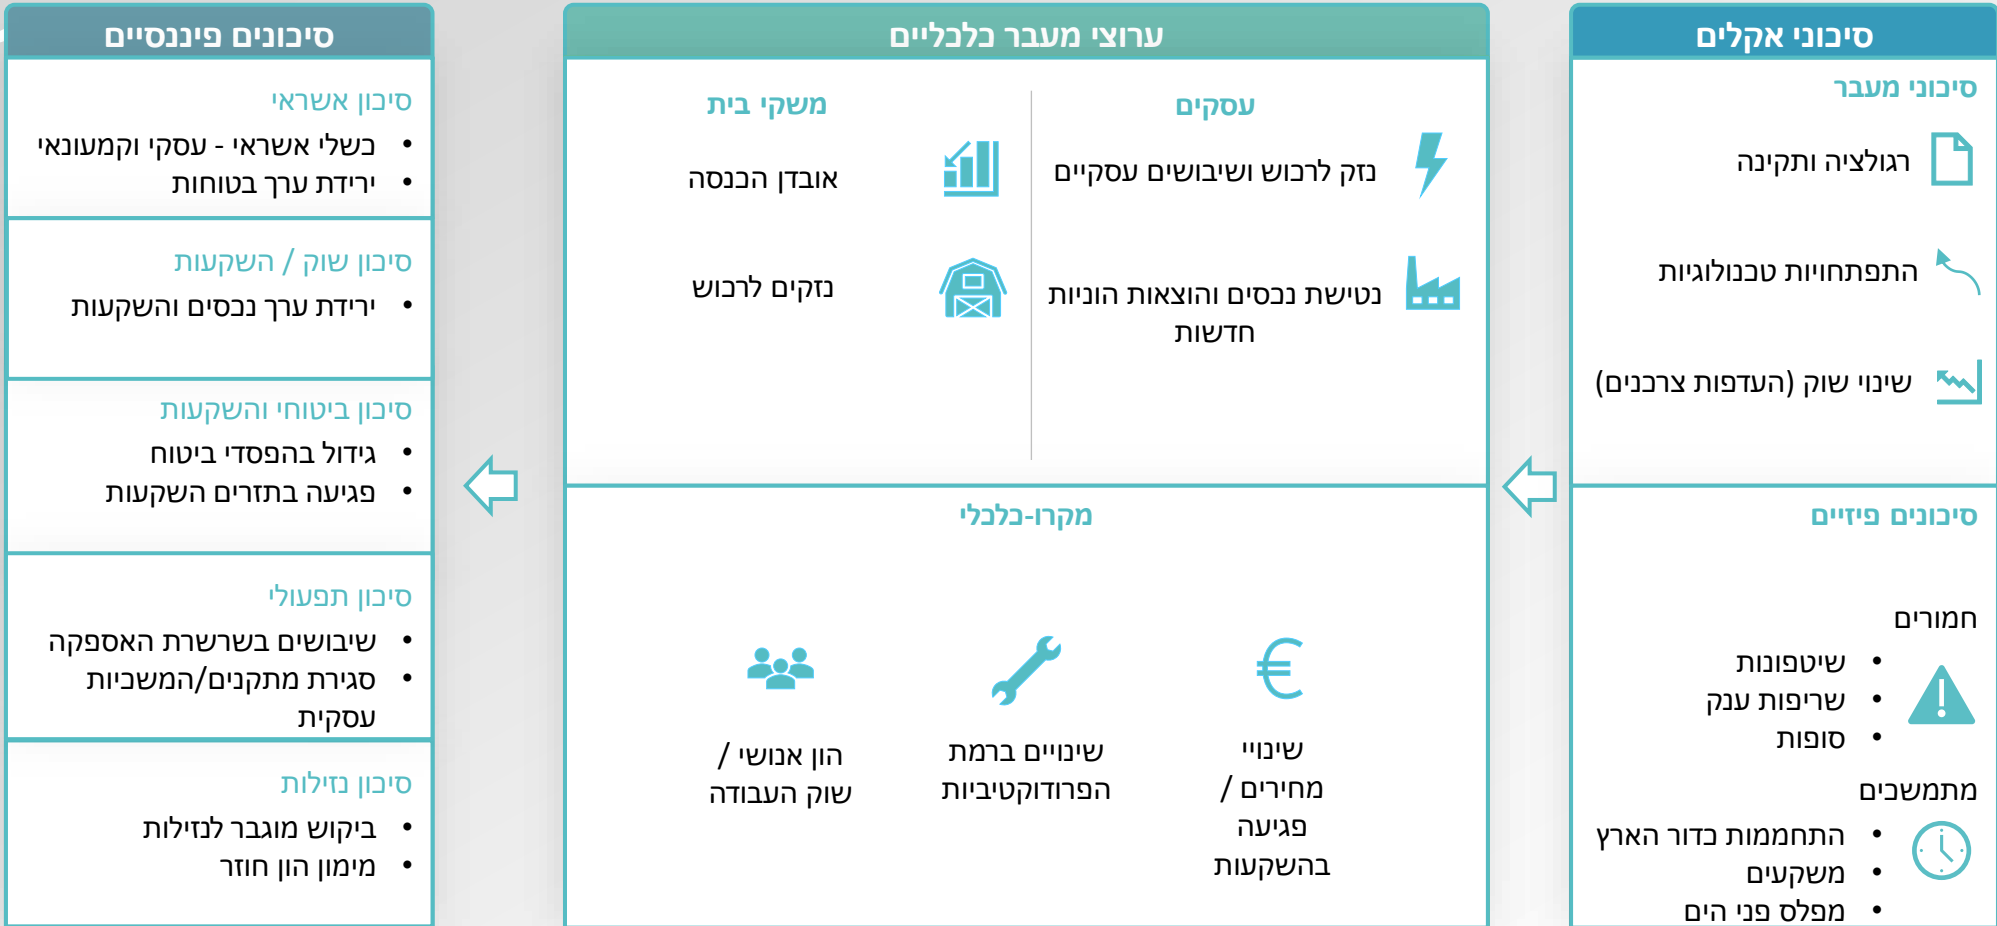 סיכוני אקלים
סיכוני מעבר
רגולציה ותקינה
התפתחויות טכנולוגיות
שינוי שוק (העדפות צרכנים)
סיכונים פיזיים
חמורים
• שיטפונות
• שריפות ענק
• סופות
מתמשכים
• התחממות כדור הארץ
• משקעים
• מפלס פני הים
ערוצי מעבר כלכליים
עסקים
נזק לרכוש ושיבושים עסקיים
נטישת נכסים והוצאות הוניות
חדשות
משקי בית
אובדן הכנסה
נזקים לרכוש
מקרו-כלכלי
שינויי
מחירים /
פגיעה
בהשקעות
שינויים ברמת
הפרודוקטיביות
הון אנושי /
שוק העבודה
סיכונים פיננסיים
סיכון אשראי
• כשלי אשראי - עסקי וקמעונאי
• ירידת ערך בטוחות
סיכון שוק / השקעות
• ירידת ערך נכסים והשקעות
סיכון ביטוחי והשקעות
• גידול בהפסדי ביטוח
• פגיעה בתזרים השקעות
סיכון תפעולי
• שיבושים בשרשרת האספקה
• סגירת מתקנים/המשכיות
עסקית
סיכון נזילות
• ביקוש מוגבר לנזילות
• מימון הון חוזר